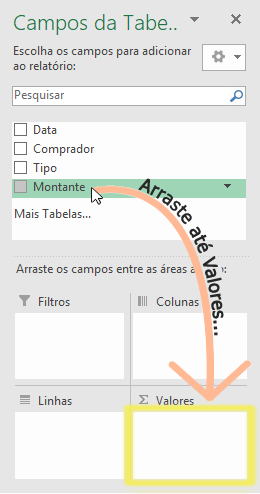 Campos da Tabe..
Escolha os campos para adicionar
ao relatório:
Pesquisar
Data
Comprador
Tipo
Montante
Mais Tabelas...
Arraste até Valores...
Arraste os campos entre as áreas a
o:
Filtros
Colunas
Linhas
Σ Valores